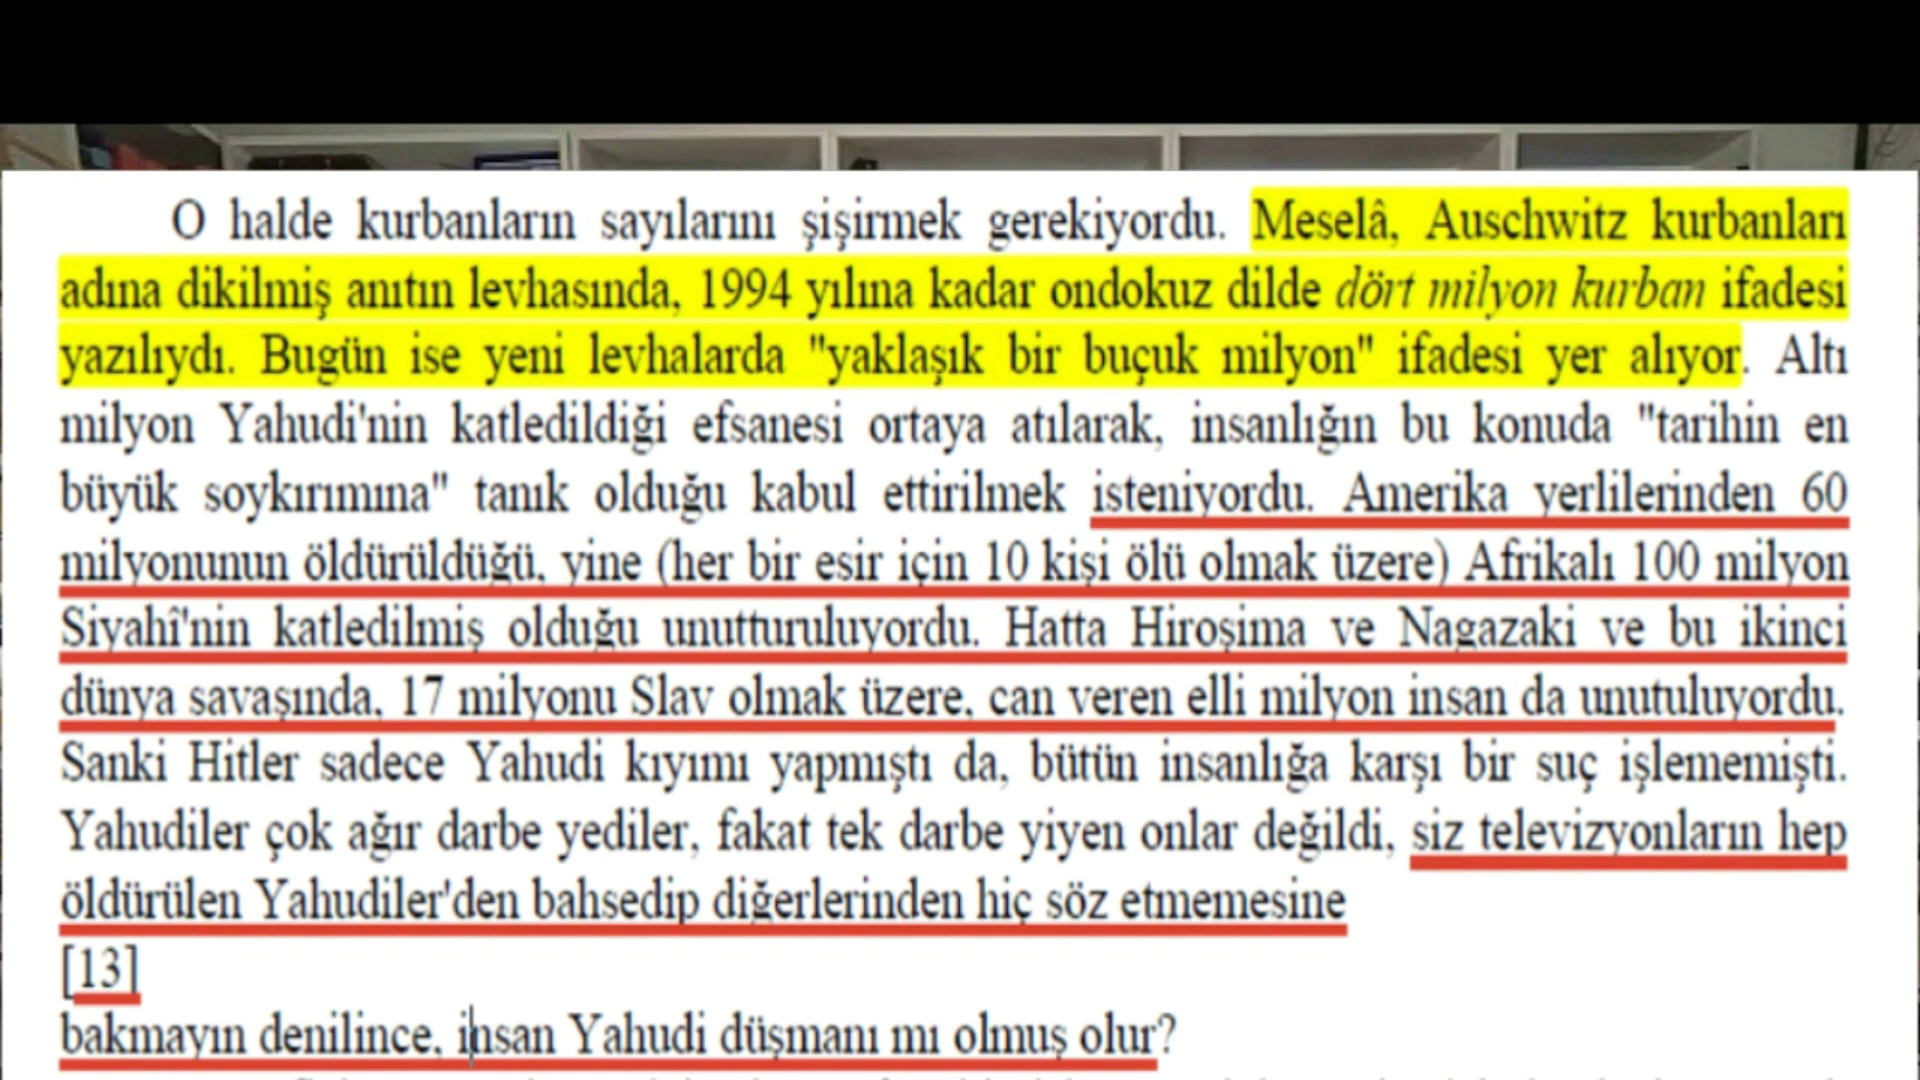 O halde kurbanların sayılarını şişirmek gerekiyordu. Meselâ, Auschwitz kurbanları
adına dikilmiş anıtın levhasında, 1994 yılına kadar ondokuz dilde dört milyon kurban ifadesi
yazılıydı. Bugün ise yeni levhalarda "yaklaşık bir buçuk milyon" ifadesi yer alıyor. Altı
milyon Yahudi'nin katledildiği efsanesi ortaya atılarak, insanlığın bu konuda "tarihin en
büyük soykırımına" tanık olduğu kabul ettirilmek isteniyordu. Amerika yerlilerinden 60
milyonunun öldürüldüğü, yine (her bir esir için 10 kişi ölü olmak üzere) Afrikalı 100 milyon
Siyahî'nin katledilmiş olduğu unutturuluyordu. Hatta Hiroşima ve Nagazaki ve bu ikinci
dünya savaşında, 17 milyonu Slav olmak üzere, can veren elli milyon insan da unutuluyordu.
Sanki Hitler sadece Yahudi kıyımı yapmıştı da, bütün insanlığa karşı bir suç işlememişti.
Yahudiler çok ağır darbe yediler, fakat tek darbe yiyen onlar değildi, siz televizyonların hep
öldürülen Yahudiler'den bahsedip diğerlerinden hiç söz etmemesine
[13]
bakmayın denilince, insan Yahudi düşmanı mı olmuş olur?